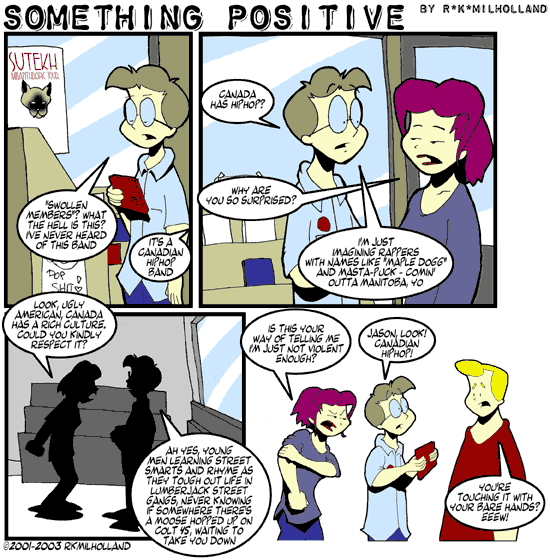 SOMETHING POSITIVE BY R*K*MILHOLLAND
SUTEKH
"SWOLLEN
MEMBERS"? WHAT
THE HELL IS THIS?
I'VE NEVER HEARD
OF THIS BAND
IT'S A
CANADIAN
HIPHOP
BAND
POP
SHIT
CANADA
HAS HIPHOP?
WHY ARE
YOU SO SURPRISED?
I'M JUST
IMAGINING RAPPERS
WITH NAMES LIKE "MAPLE DOGG"
AND MASTA-PUCK - COMIN'
OUTTA MANITOBA, YO
LOOK, UGLY
AMERICAN, CANADA
HAS A RICH CULTURE.
COULD YOU KINDLY
RESPECT IT?
AH YES, YOUNG
MEN LEARNING STREET
SMARTS AND RHYME AS
THEY TOUGH OUT LIFE IN
LUMBERJACK STREET
GANGS, NEVER KNOWING
IF SOMEWHERE THERE'S
A MOOSE HOPPED UP ON
COLT 45, WAITING TO
TAKE YOU DOWN
IS THIS YOUR
WAY OF TELLING ME
I'M JUST NOT VIOLENT
ENOUGH?
JASON, LOOK!
CANADIAN
HIPHOP!
YOU'RE
TOUCHING IT WITH
YOUR BARE HANDS?
EEEW!
©2001-2003 RKMILHOLLAND